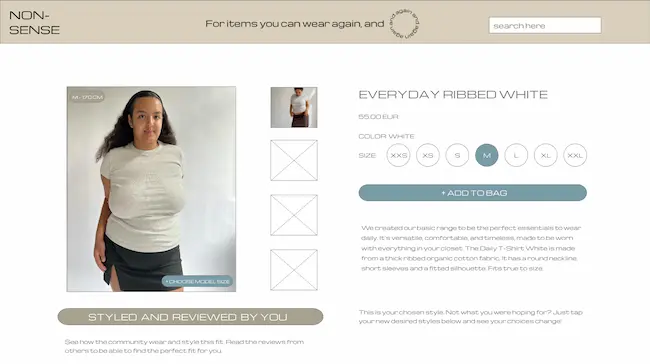 NON-
SENSE
For items you can wear again, and
again and again and again
search here
M - 170CM
+ CHOOSE MODEL SIZE
EVERYDAY RIBBED WHITE
55.00 EUR
COLOR: WHITE
SIZE XXS XS S M L XL XXL
+ ADD TO BAG
We created our basic range to be the perfect essentials to wear
daily. It's versatile, comfortable, and timeless, made to be worn
with everything in your closet. The Daily T-Shirt White is made
from a thick ribbed organic cotton fabric. It has a round neckline,
short sleeves and a fitted silhouette. Fits true to size.
STYLED AND REVIEWED BY YOU
This is your chosen style. Not what you were hoping for? Just tap
your new desired styles below and see your choices change!
See how the community wear and style this fit. Read the reviews from
others to be able to find the perfect fit for you.